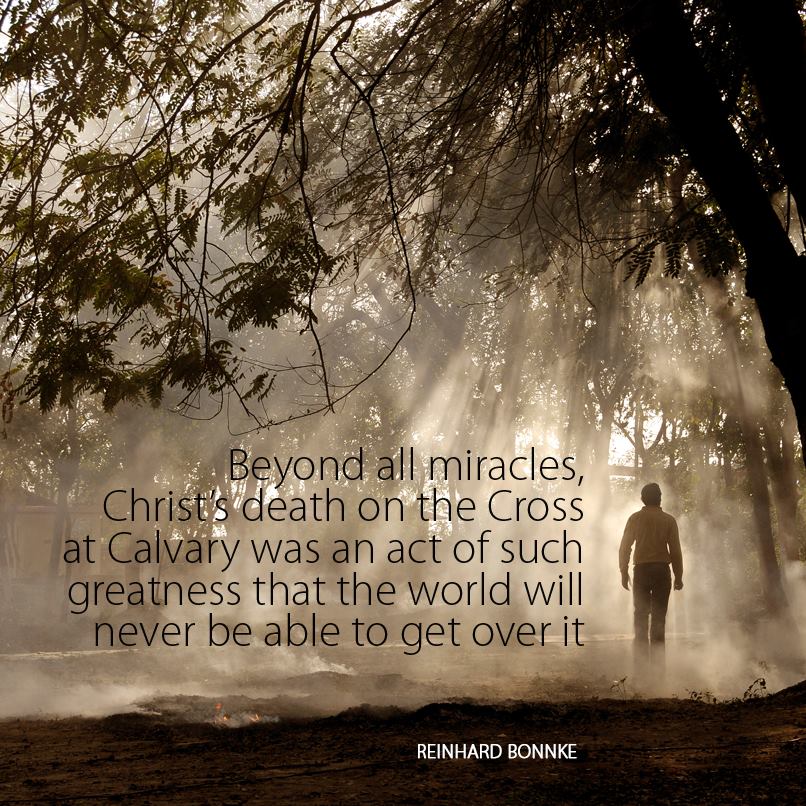 Beyond all miracles,
Christ's death on the Cross
at Calvary was an act of such
greatness that the world will
never be able to get over it
REINHARD BONNKE